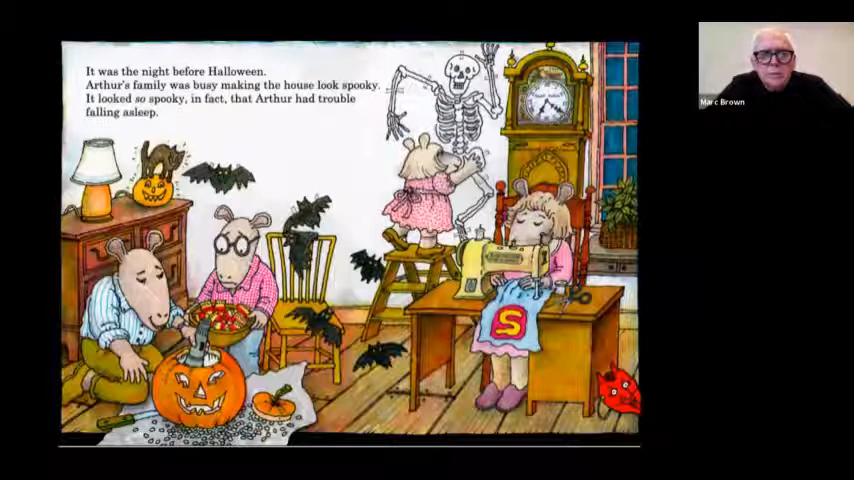 It was the night before Halloween.
Arthur's family was busy making the house look spooky.
It looked so spooky, in fact, that Arthur had trouble
falling asleep.
S
Marc Brown